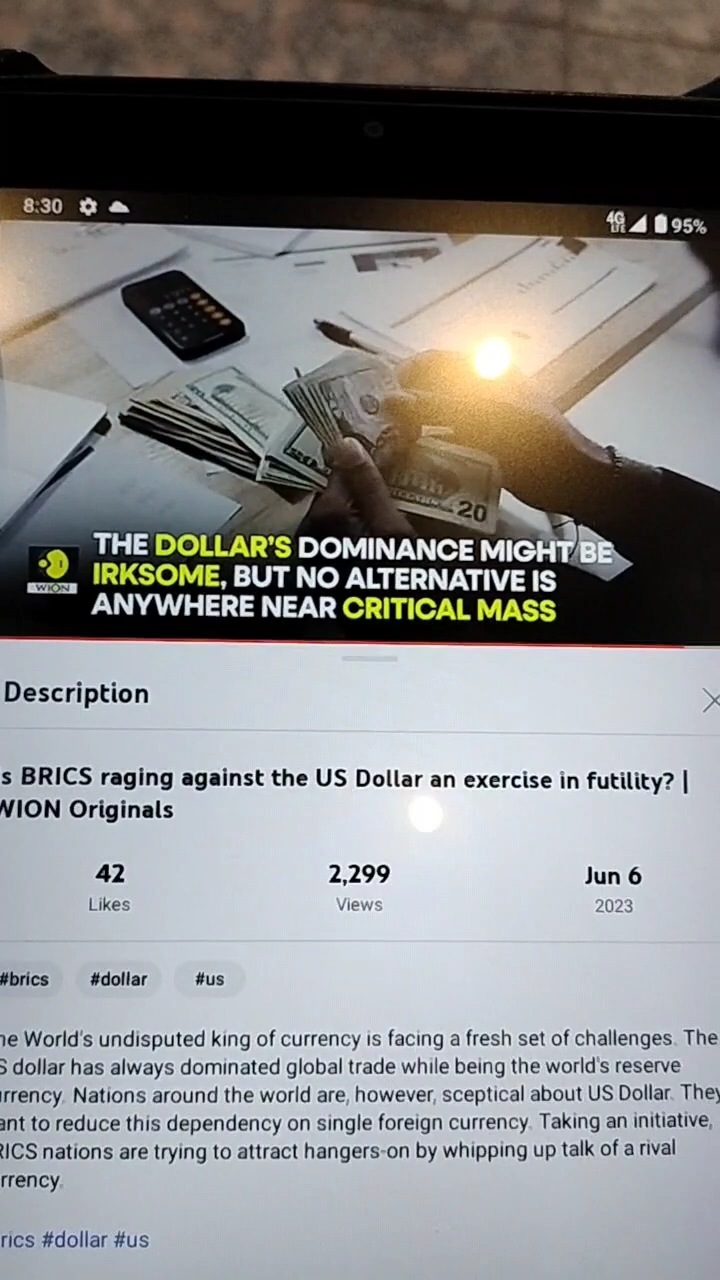 8:30
4G
LTE
95%
20
THE DOLLAR'S DOMINANCE MIGHT BE
IRKSOME, BUT NO ALTERNATIVE IS
ANYWHERE NEAR CRITICAL MASS
WION
Description
s BRICS raging against the US Dollar an exercise in futility? |
WION Originals
42
2,299
Jun 6
Likes
Views
2023
#brics
#dollar
#us
he World's undisputed king of currency is facing a fresh set of challenges. The
S dollar has always dominated global trade while being the world's reserve
urrency. Nations around the world are, however, sceptical about US Dollar. They
ant to reduce this dependency on single foreign currency. Taking an initiative,
RICS nations are trying to attract hangers-on by whipping up talk of a rival
rrency.
rics #dollar #us